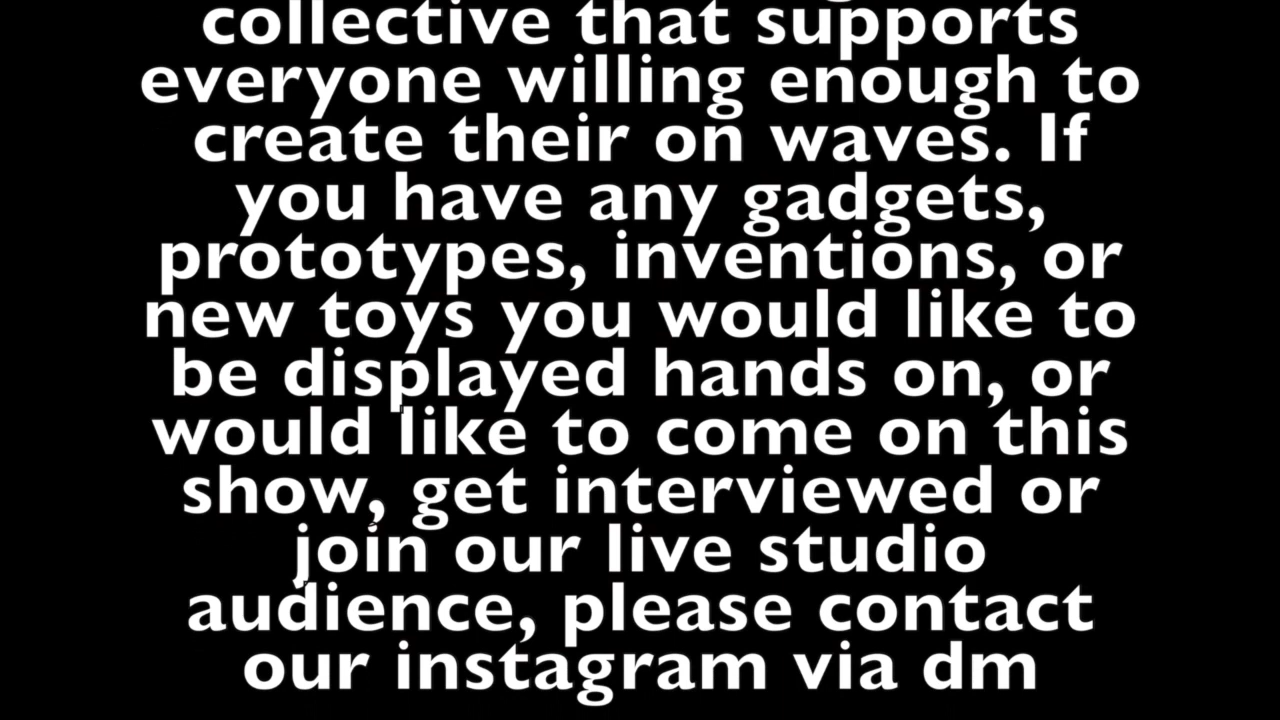 collective that supports
everyone willing enough to
create their on waves. If
you have any gadgets,
prototypes, inventions, or
new toys you would like to
be displayed hands on, or
would like to come on this
show, get interviewed or
join our live studio
audience, please contact
our instagram via dm